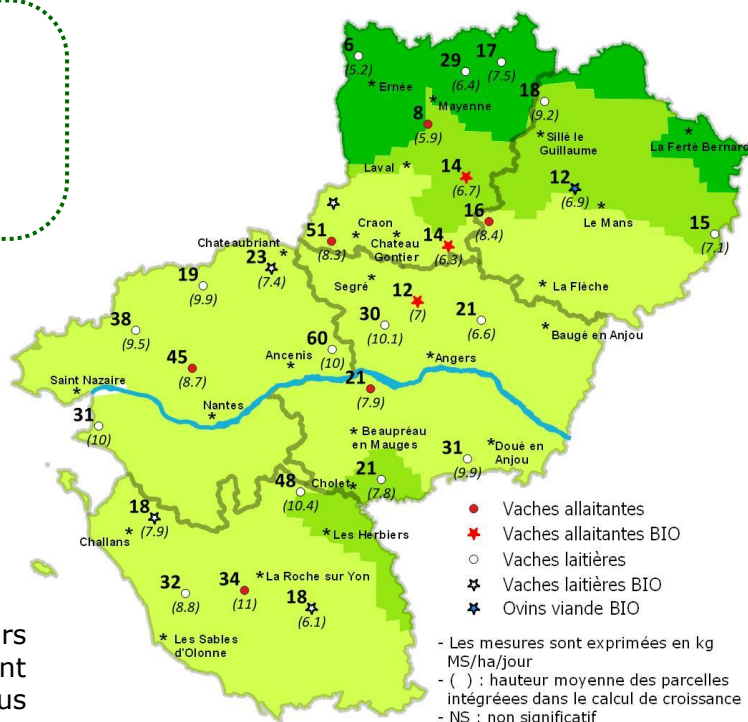 6
(5.2)
Ernée
29
(6.4)
17
(7.5)
Mayenne
8
(5.9)
18
(9.2)
Sillé le
Guillaume
La Ferté Bernard
Laval
14
(6.7)
12
(6.9)
Le Mans
16
(8.4)
15
(7.1)
51
(8.3)
Craon
Chateau
Gontier
14
(6.3)
Chateaubriant
23
(7.4)
19
(9.9)
Segré
12
(7)
La Flèche
38
(9.5)
30
(10.1)
21
(6.6)
Baugé en Anjou
45
(8.7)
60
(10)
Ancenis
Angers
Saint Nazaire
21
(7.9)
Nantes
31
(10)
Beaupréau
en Mauges
31
(9.9)
Doué en
Anjou
48
(10.4)
Cholet
21
(7.8)
18
(7.9)
Challans
Les Herbiers
32
(8.8)
34
(11)
La Roche sur Yon
18
(6.1)
Les Sables
d'Olonne
Vaches allaitantes
Vaches allaitantes BIO
Vaches laitières
Vaches laitières BIO
Ovins viande BIO
- Les mesures sont exprimées en kg
MS/ha/jour
- ( ) : hauteur moyenne des parcelles
intégréees dans le calcul de croissance
- NS : non significatif
rs
nt
us